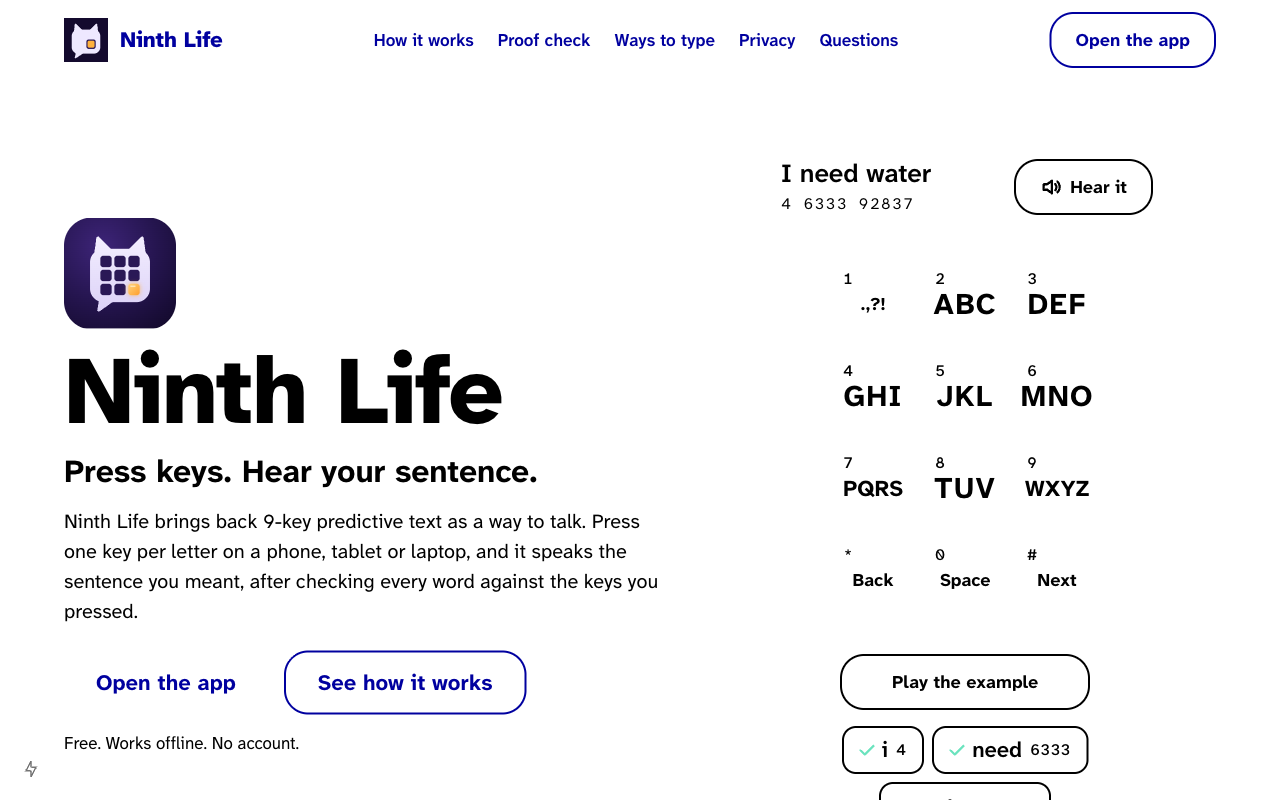 Ninth Life
How it works
Proof check
Ways to type
Privacy
Questions
Open the app
Ninth Life
Press keys. Hear your sentence.
Ninth Life brings back 9-key predictive text as a way to talk. Press
one key per letter on a phone, tablet or laptop, and it speaks the
sentence you meant, after checking every word against the keys you
pressed.
Open the app
See how it works
Free. Works offline. No account.
I need water
4 6333 92837
Hear it
1 2 3
.,?! ABC DEF
4 5 6
GHI JKL MNO
7 8 9
PQRS TUV WXYZ
* 0 #
Back Space Next
Play the example
i 4
need 6333